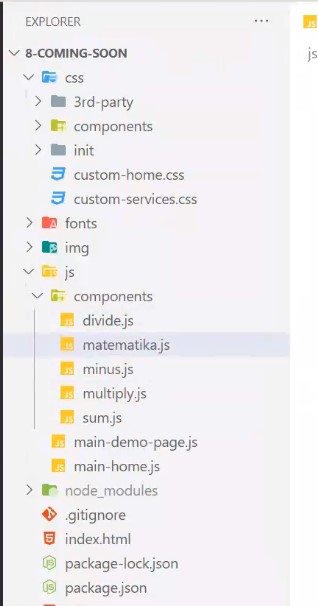 EXPLORER
8-COMING-SOON
css
3rd-party
components
init
custom-home.css
custom-services.css
fonts
img
js
components
divide.js
matematika.js
minus.js
multiply.js
sum.js
main-demo-page.js
main-home.js
node_modules
.gitignore
index.html
package-lock.json
package.json
js